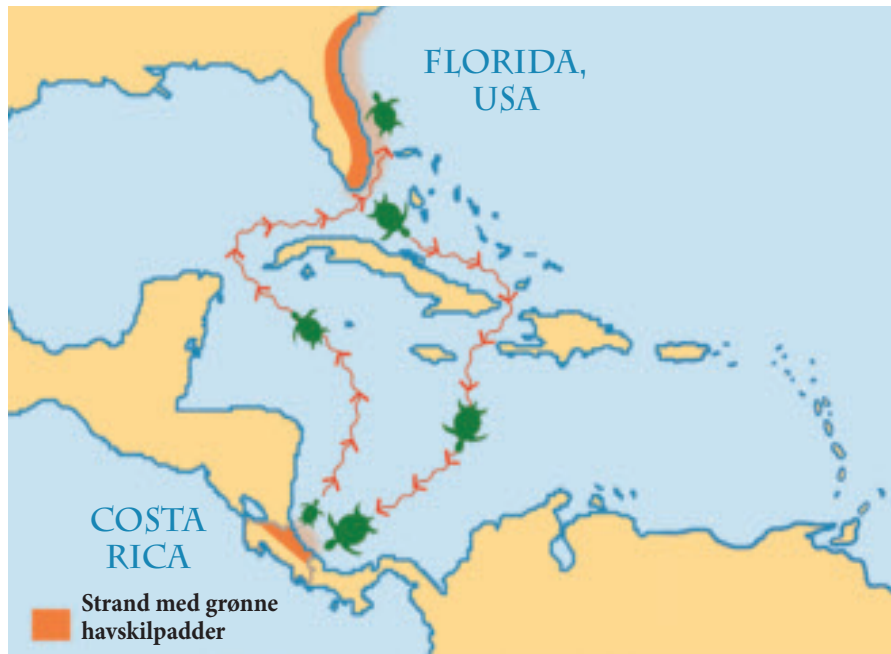 FLORIDA,
USA
COSTA
RICA
Strand med grønne
havskilpadder